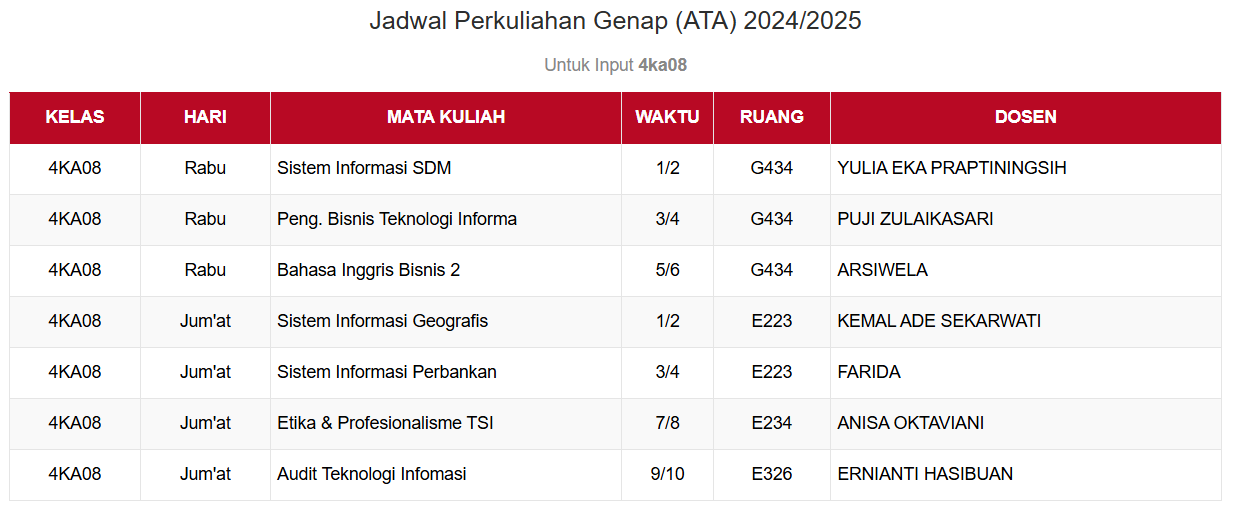 Jadwal Perkuliahan Genap (ATA) 2024/2025
Untuk Input 4ka08
KELAS HARI MATA KULIAH WAKTU RUANG DOSEN
4KA08 Rabu Sistem Informasi SDM 1/2 G434 YULIA EKA PRAPTININGSIH
4KA08 Rabu Peng. Bisnis Teknologi Informa 3/4 G434 PUJI ZULAIKASARI
4KA08 Rabu Bahasa Inggris Bisnis 2 5/6 G434 ARSIWELA
4KA08 Jum'at Sistem Informasi Geografis 1/2 E223 KEMAL ADE SEKARWATI
4KA08 Jum'at Sistem Informasi Perbankan 3/4 E223 FARIDA
4KA08 Jum'at Etika & Profesionalisme TSI 7/8 E234 ANISA OKTAVIANI
4KA08 Jum'at Audit Teknologi Infomasi 9/10 E326 ERNIANTI HASIBUAN